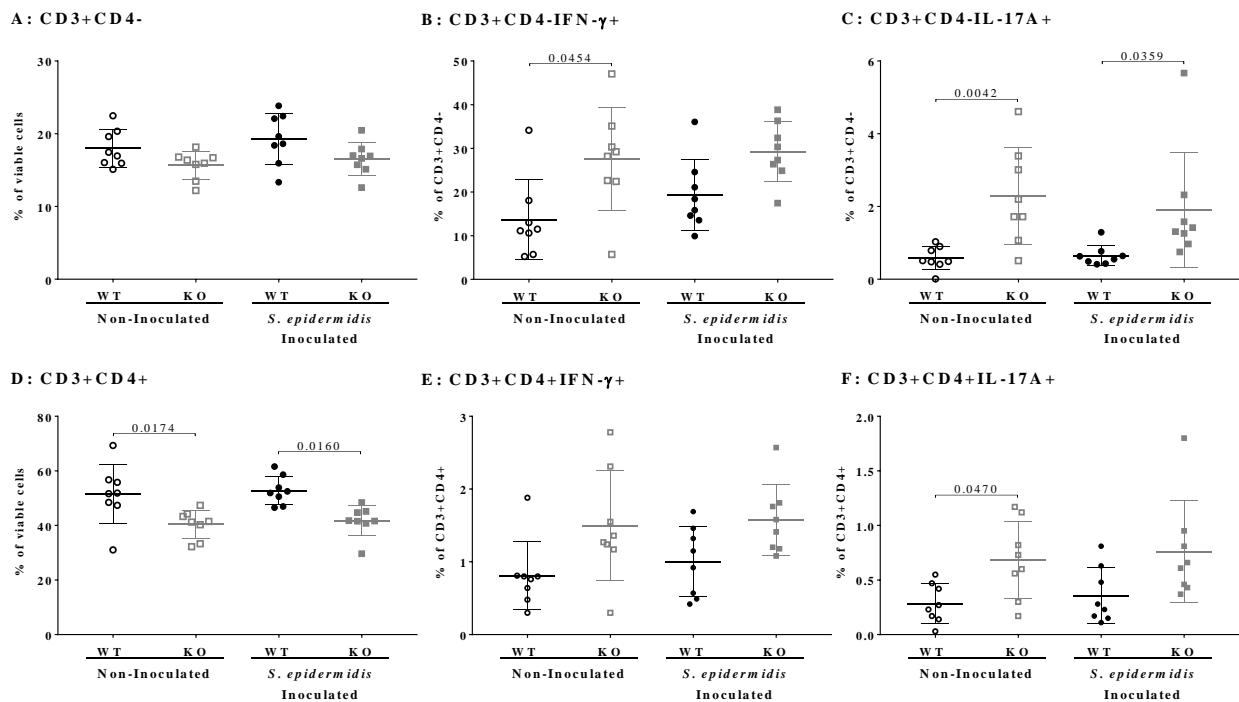 A: CD3+CD4-
B: CD3+CD4-IFN-γ+
C: CD3+CD4-IL-17A+
% of viable cells
30
20
10
0
WT KO WT KO
Non-Inoculated S. epidermidis
Inoculated
% of CD3+CD4-
50
40
30
20
10
0
0.0454
WT KO WT KO
Non-Inoculated S. epidermidis
Inoculated
% of CD3+CD4-
6
4
2
0
0.0042
0.0359
WT KO WT KO
Non-Inoculated S. epidermidis
Inoculated
D: CD3+CD4+
E: CD3+CD4+IFN-γ+
F: CD3+CD4+IL-17A+
% of viable cells
80
60
40
20
0
0.0174
0.0160
WT KO WT KO
Non-Inoculated S. epidermidis
Inoculated
% of CD3+CD4+
3
2
1
0
WT KO WT KO
Non-Inoculated S. epidermidis
Inoculated
% of CD3+CD4+
2.0
1.5
1.0
0.5
0.0
0.0470
WT KO WT KO
Non-Inoculated S. epidermidis
Inoculated